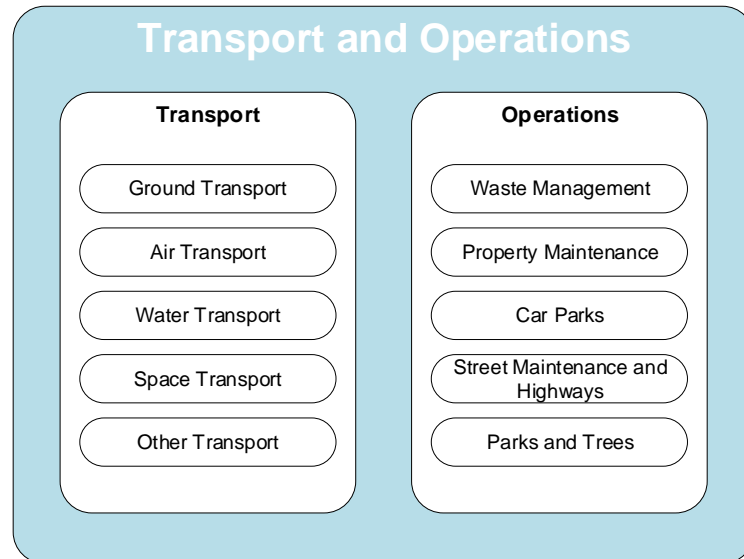 Transport and Operations
Transport
Ground Transport
Air Transport
Water Transport
Space Transport
Other Transport
Operations
Waste Management
Property Maintenance
Car Parks
Street Maintenance and
Highways
Parks and Trees